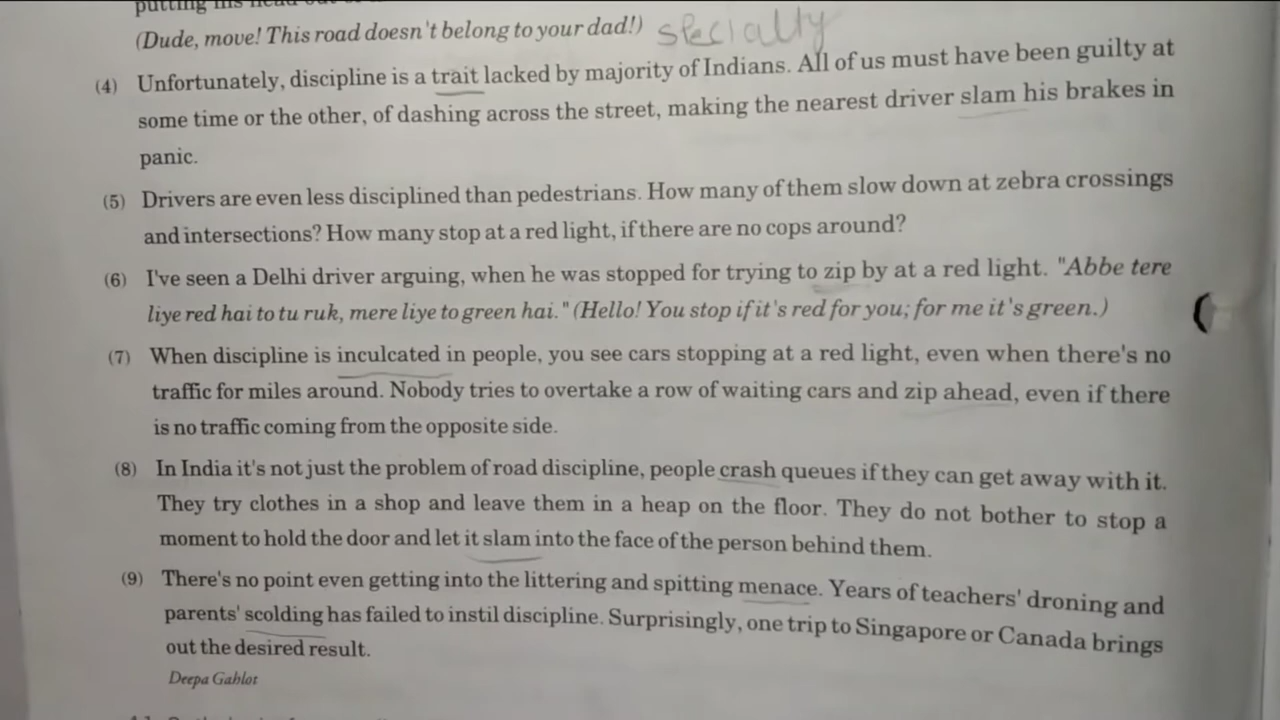 putting his head out
(Dude, move! This road doesn't belong to your dad!) specialty
(4) Unfortunately, discipline is a trait lacked by majority of Indians. All of us must have been guilty at
some time or the other, of dashing across the street, making the nearest driver slam his brakes in
panic.
(5) Drivers are even less disciplined than pedestrians. How many of them slow down at zebra crossings
and intersections? How many stop at a red light, if there are no cops around?
(6) I've seen a Delhi driver arguing, when he was stopped for trying to zip by at a red light. "Abbe tere
liye red hai to tu ruk, mere liye to green hai." (Hello! You stop if it's red for you; for me it's green.)
(7) When discipline is inculcated in people, you see cars stopping at a red light, even when there's no
traffic for miles around. Nobody tries to overtake a row of waiting cars and zip ahead, even if there
is no traffic coming from the opposite side.
(8) In India it's not just the problem of road discipline, people crash queues if they can get away with it.
They try clothes in a shop and leave them in a heap on the floor. They do not bother to stop a
moment to hold the door and let it slam into the face of the person behind them.
(9) There's no point even getting into the littering and spitting menace. Years of teachers' droning and
parents' scolding has failed to instil discipline. Surprisingly, one trip to Singapore or Canada brings
out the desired result.
Deepa Gahlot